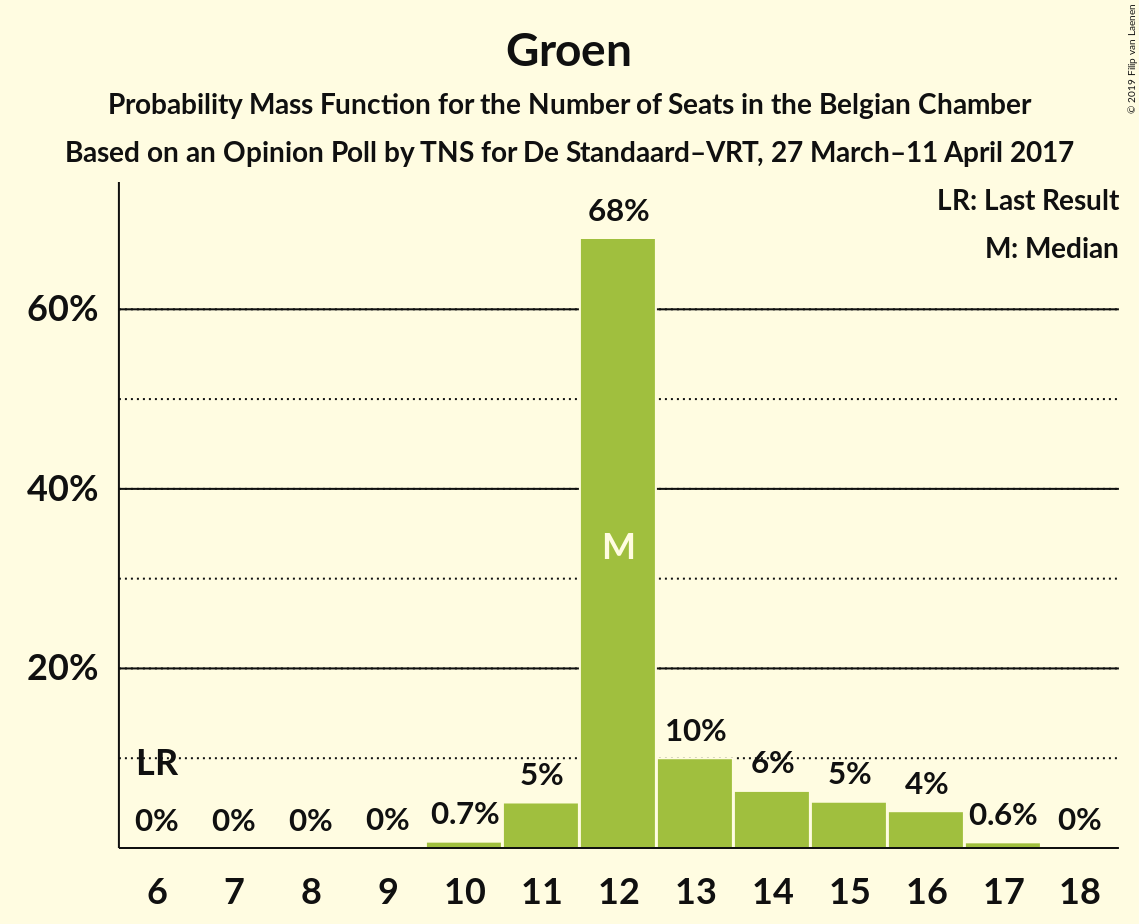 © 2019 Filip van Laenen
Groen
Probability Mass Function for the Number of Seats in the Belgian Chamber
Based on an Opinion Poll by TNS for De Standaard–VRT, 27 March–11 April 2017
LR: Last Result
M: Median
60%
40%
20%
LR
M
0% 0% 0% 0% 0.7% 5% 68% 10% 6% 5% 4% 0.6% 0%
6 7 8 9 10 11 12 13 14 15 16 17 18